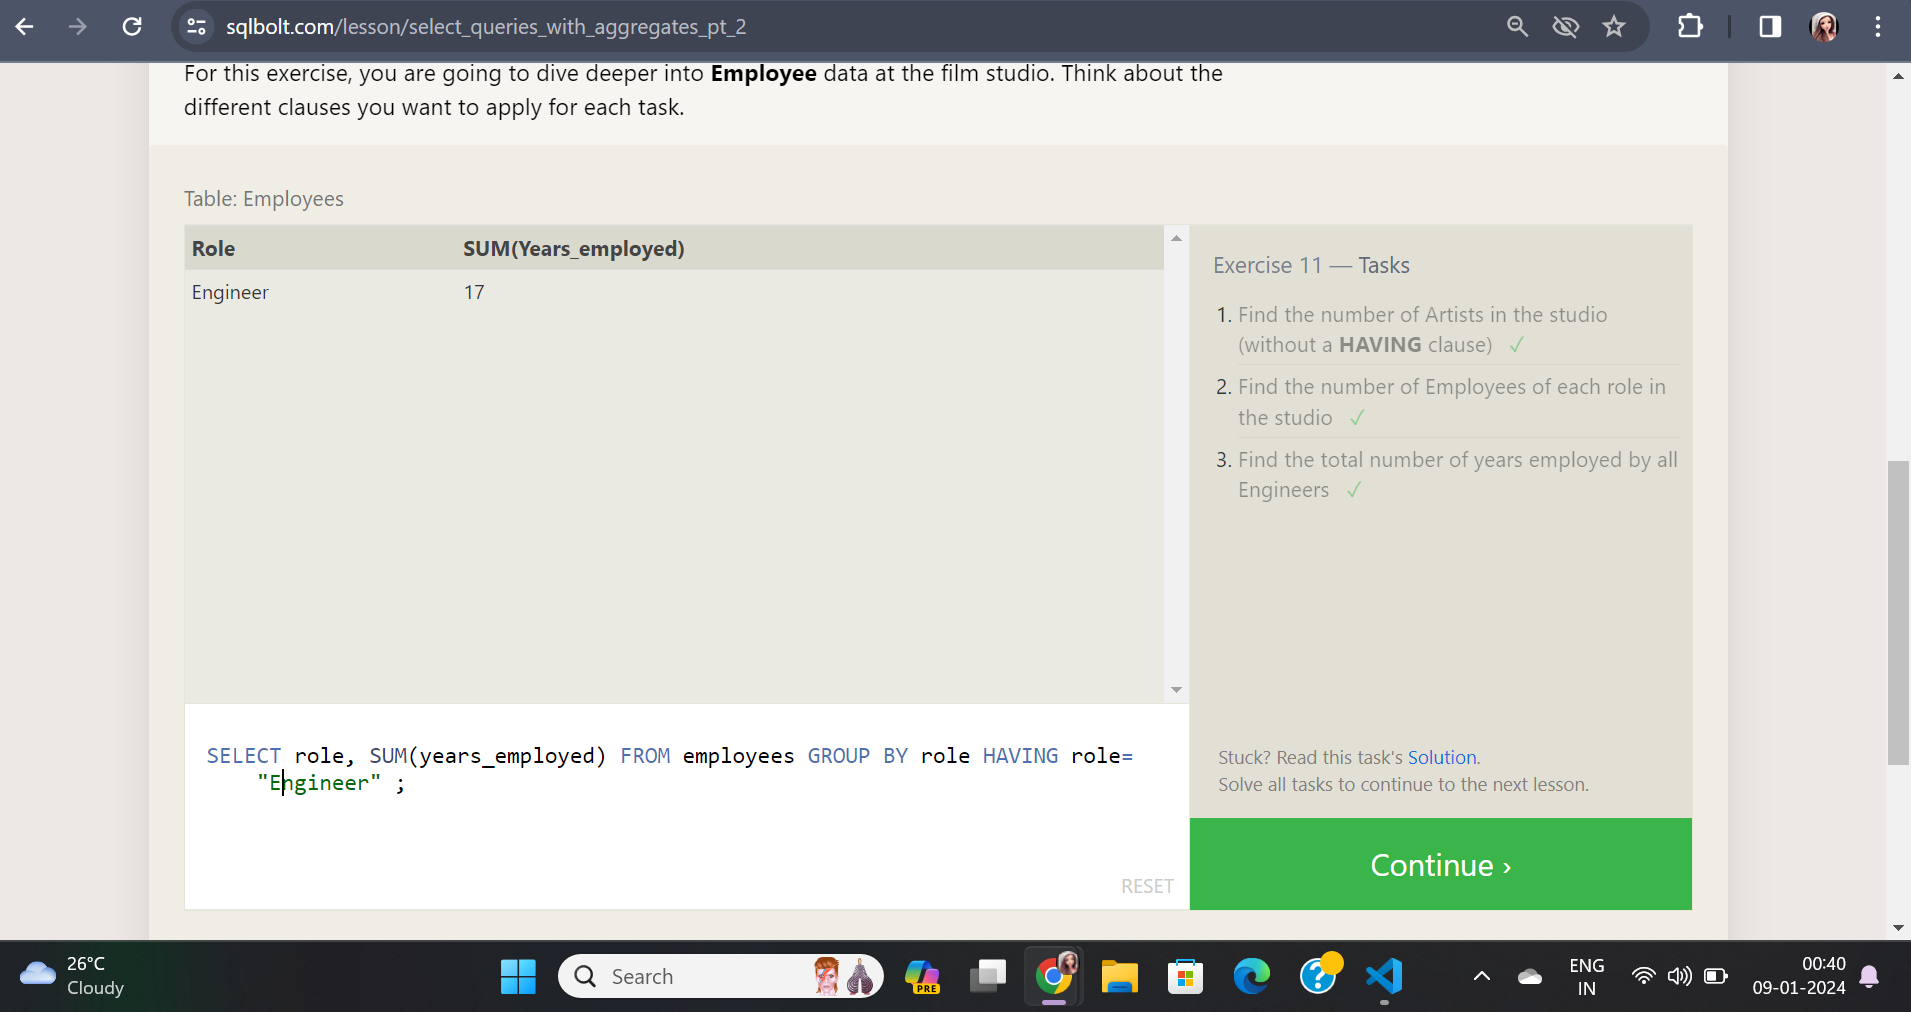 sqlbolt.com/lesson/select_queries_with_aggregates_pt_2
For this exercise, you are going to dive deeper into Employee data at the film studio. Think about the
different clauses you want to apply for each task.
Table: Employees
Role SUM(Years_employed)
Engineer 17
Exercise 11 — Tasks
1. Find the number of Artists in the studio
(without a HAVING clause) ✓
2. Find the number of Employees of each role in
the studio ✓
3. Find the total number of years employed by all
Engineers ✓
SELECT role, SUM(years_employed) FROM employees GROUP BY role HAVING role=
"Engineer" ;
RESET
Stuck? Read this task's Solution.
Solve all tasks to continue to the next lesson.
Continue ›
26°C
Cloudy
Search
PRE
ENG
IN
00:40
09-01-2024